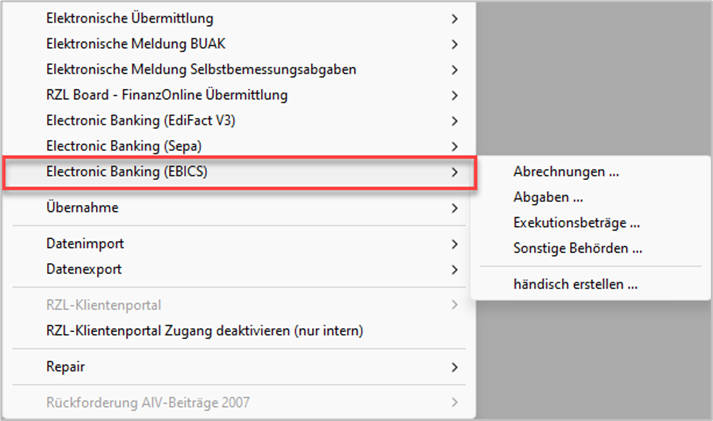 Elektronische Übermittlung
Elektronische Meldung BUAK
Elektronische Meldung Selbstbemessungsabgaben
RZL Board - FinanzOnline Übermittlung
Electronic Banking (EdiFact V3)
Electronic Banking (Sepa)
Electronic Banking (EBICS)
Übernahme
Datenimport
Datenexport
RZL-Klientenportal
RZL-Klientenportal Zugang deaktivieren (nur intern)
Repair
Rückforderung AlV-Beiträge 2007
Abrechnungen ...
Abgaben ...
Exekutionsbeträge ...
Sonstige Behörden ...
händisch erstellen ...